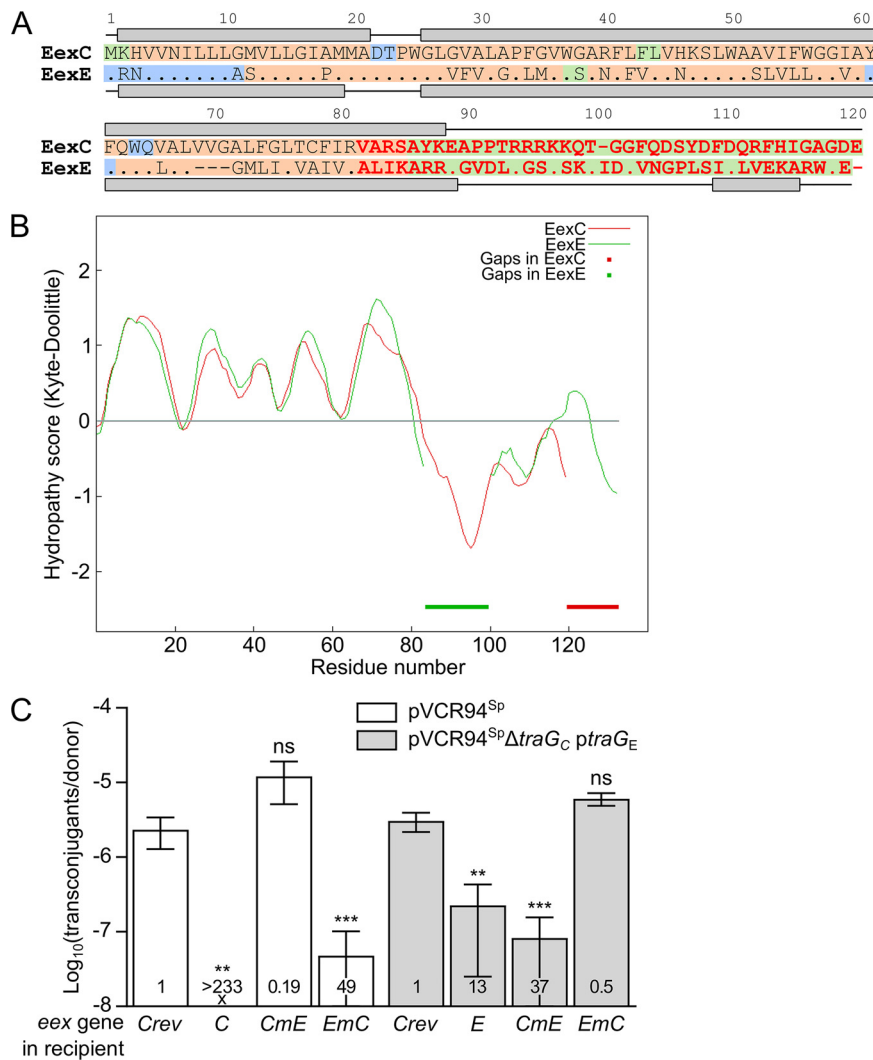 A
1 10 20 30 40 50 60
EexC MKHVVNILLLGMVLLGIAMMADTPWGLGVALAPFGVWGARFLFLVHKSLWAAVIFWGGIAY
EexE .RN.......AS.....P............VFV.G.LM..S..FV..N.....SLVLL..V.
70 80 90 100 110 120
EexC FQWQVALVVGALFGLTCFIRVARSAYKEAPPTRRRKKQT-GGFQDSYDFDQRFHIGAGDE
EexE ....L..---GMLI.VAIV.ALIKARR.GVDL.GS.SK.ID.VNGPLSI.LVEKARW.E-
B
EexC
EexE
Gaps in EexC
Gaps in EexE
Hydropathy score (Kyte-Doolittle)
2
1
0
-1
-2
20 40 60 80 100 120
Residue number
C
pVCR94Sp
pVCR94SpΔtraGC ptraGE
Log10(transconjugants/donor)
-4
-5
-6
-7
-8
ns
ns
**
***
**
***
1 >233 0.19 49 1 13 37 0.5
x
eex gene in recipient
Crev C CmE EmC Crev E CmE EmC